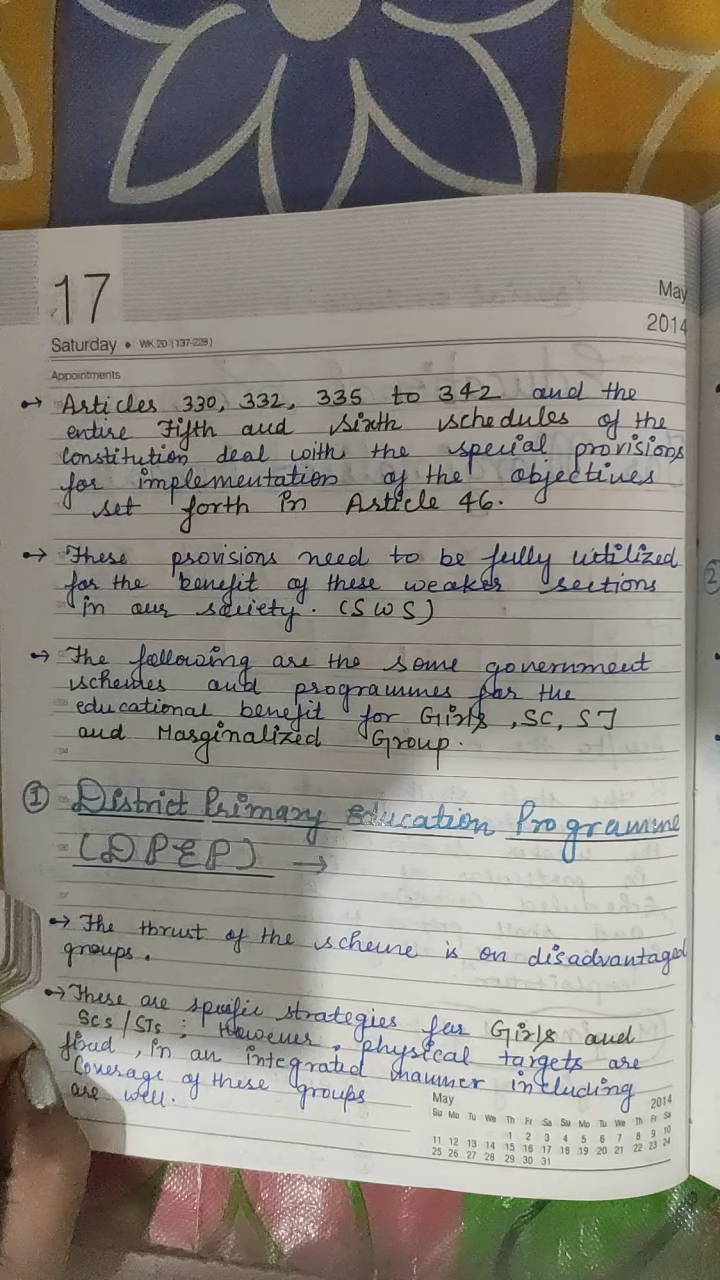 17
May
2014
Saturday • WK 20 (137-228)
Appointments
→ Articles 330, 332, 335 to 342 and the
entire Fifth and sixth schedules of the
constitution, deal with the special provisions
for implementation of the objectives
set forth in Article 46.
→ These provisions need to be fully utilized
for the benefit of these weaker sections
in our society. (SWS)
→ The following are the some government
schemes and programmes for the
educational benefit for Girls, SC, ST
and Marginalized Group.
① District Primary Education Programme
(DPEP) →
→ The thrust of the scheme is on disadvantaged
groups.
→ These are specific strategies for Girls and
SCs/STs; However, physical targets are
fixed, in an integrated manner including
Coverage of these groups
are well.
May 2014
Su Mo Tu We Th Fr Sa Su Mo Tu We Th Fr Sa
1 2 3 4 5 6 7 8 9 10
11 12 13 14 15 16 17 18 19 20 21 22 23 24
25 26 27 28 29 30 31